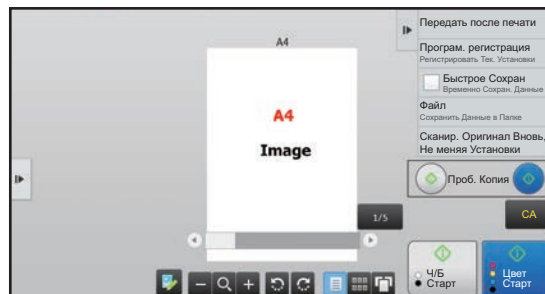 A4
A4
Image
1/5
Передать после печати
Програм. регистрация
Регистрировать Тек. Установки
Быстрое Сохран
Временно Сохран. Данные
Файл
Сохранить Данные в Папке
Сканир. Оригинал Вновь,
Не меняя Установки
Проб. Копия
CA
Ч/Б
Старт
Цвет
Старт